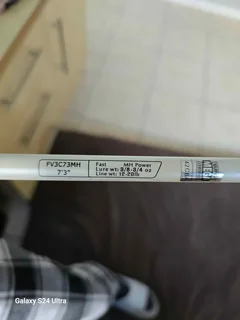 FV3C73MH
7'3"
Fast MH Power
Lure wt: 3/8-3/4 oz
Line wt: 12-20lb
Galaxy S24 Ultra